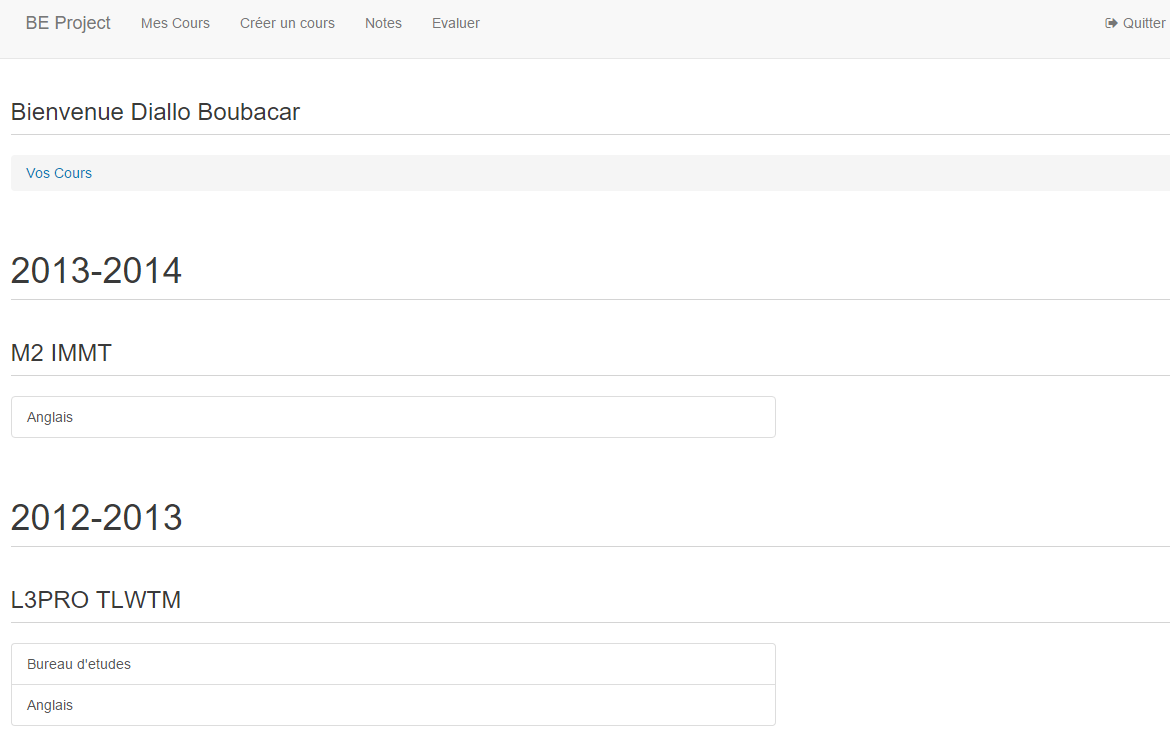 BE Project Mes Cours Créer un cours Notes Evaluer Quitter
Bienvenue Diallo Boubacar
Vos Cours
2013-2014
M2 IMMT
Anglais
2012-2013
L3PRO TLWTM
Bureau d'etudes
Anglais